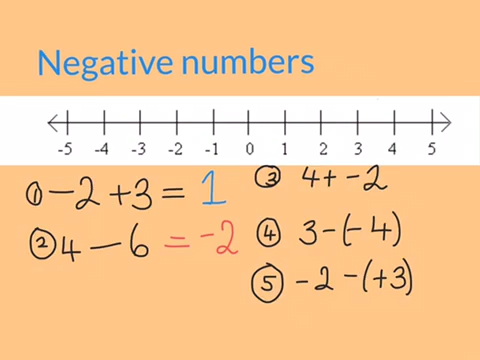 Negative numbers
-5 -4 -3 -2 -1 0 1 2 3 4 5
① -2 + 3 = 1
② 4 - 6 = -2
③ 4 + -2
④ 3 - (-4)
⑤ -2 - (+3)